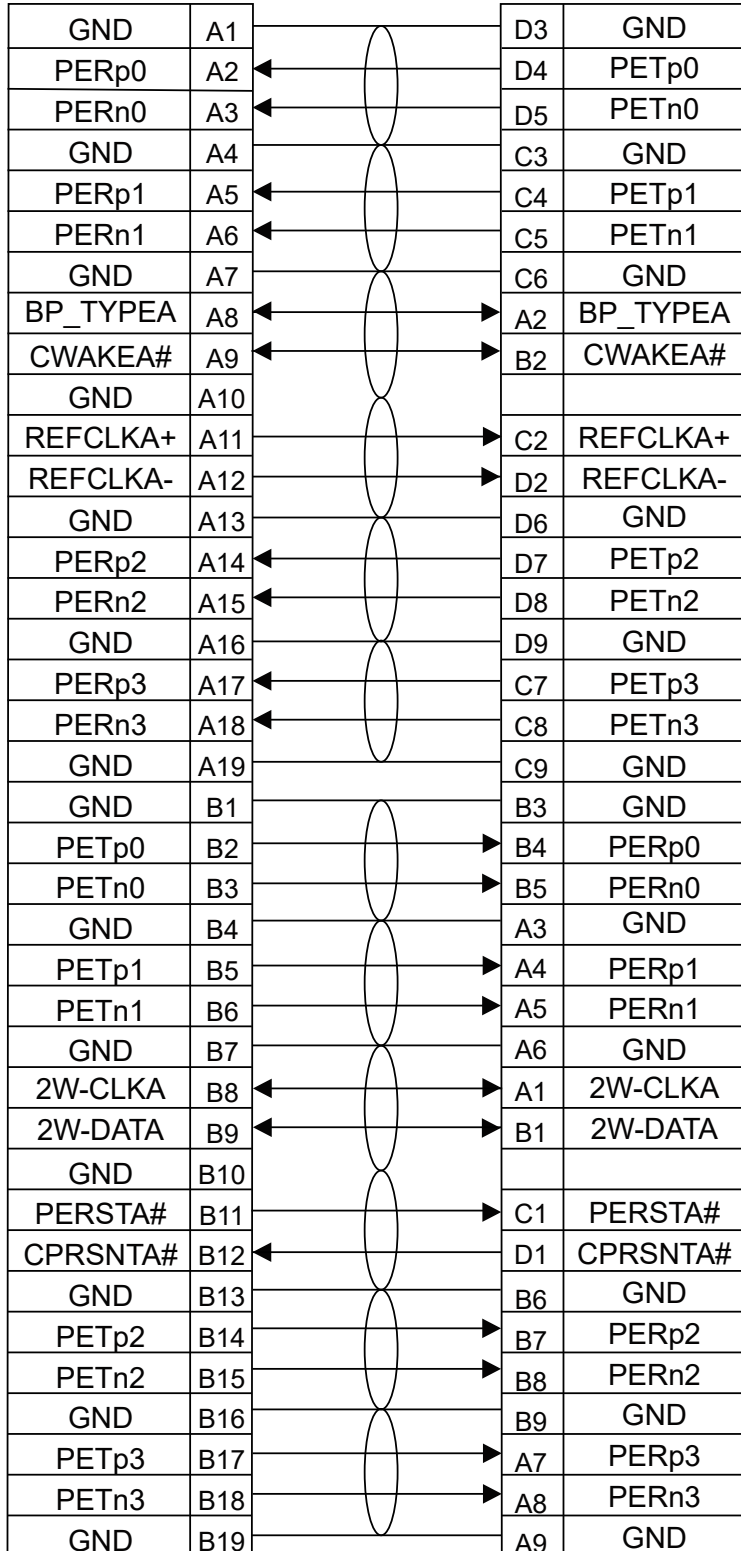 GND A1 D3 GND
PERp0 A2 D4 PETp0
PERn0 A3 D5 PETn0
GND A4 C3 GND
PERp1 A5 C4 PETp1
PERn1 A6 C5 PETn1
GND A7 C6 GND
BP_TYPEA A8 A2 BP_TYPEA
CWAKEA# A9 B2 CWAKEA#
GND A10
REFCLKA+ A11 C2 REFCLKA+
REFCLKA- A12 D2 REFCLKA-
GND A13 D6 GND
PERp2 A14 D7 PETp2
PERn2 A15 D8 PETn2
GND A16 D9 GND
PERp3 A17 C7 PETp3
PERn3 A18 C8 PETn3
GND A19 C9 GND
GND B1 B3 GND
PETp0 B2 B4 PERp0
PETn0 B3 B5 PERn0
GND B4 A3 GND
PETp1 B5 A4 PERp1
PETn1 B6 A5 PERn1
GND B7 A6 GND
2W-CLKA B8 A1 2W-CLKA
2W-DATA B9 B1 2W-DATA
GND B10
PERSTA# B11 C1 PERSTA#
CPRSNTA# B12 D1 CPRSNTA#
GND B13 B6 GND
PETp2 B14 B7 PERp2
PETn2 B15 B8 PERn2
GND B16 B9 GND
PETp3 B17 A7 PERp3
PETn3 B18 A8 PERn3
GND B19 A9 GND